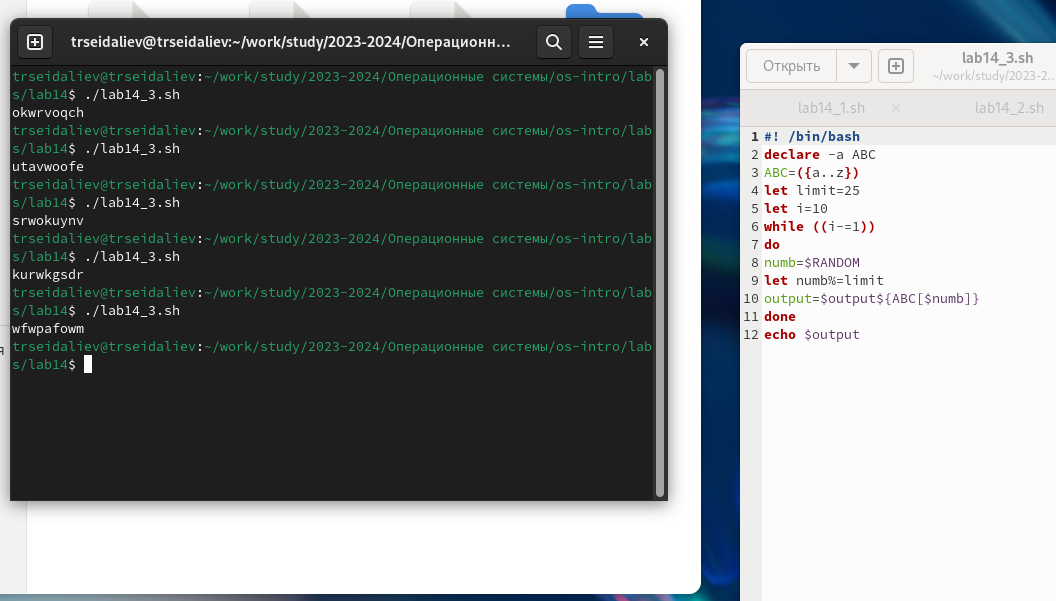 trseidaliev@trseidaliev:~/work/study/2023-2024/Операционн...
trseidaliev@trseidaliev:~/work/study/2023-2024/Операционные системы/os-intro/lab
s/lab14$ ./lab14_3.sh
okwrvoqch
trseidaliev@trseidaliev:~/work/study/2023-2024/Операционные системы/os-intro/lab
s/lab14$ ./lab14_3.sh
utavwoofe
trseidaliev@trseidaliev:~/work/study/2023-2024/Операционные системы/os-intro/lab
s/lab14$ ./lab14_3.sh
srwokuynv
trseidaliev@trseidaliev:~/work/study/2023-2024/Операционные системы/os-intro/lab
s/lab14$ ./lab14_3.sh
kurwkgsdr
trseidaliev@trseidaliev:~/work/study/2023-2024/Операционные системы/os-intro/lab
s/lab14$ ./lab14_3.sh
wfwpafowm
trseidaliev@trseidaliev:~/work/study/2023-2024/Операционные системы/os-intro/lab
s/lab14$
я
Открыть
lab14_3.sh
~/work/study/2023-2...
lab14_1.sh
lab14_2.sh
1 #! /bin/bash
2 declare -a ABC
3 ABC=({a..z})
4 let limit=25
5 let i=10
6 while ((i-=1))
7 do
8 numb=$RANDOM
9 let numb%=limit
10 output=$output${ABC[$numb]}
11 done
12 echo $output